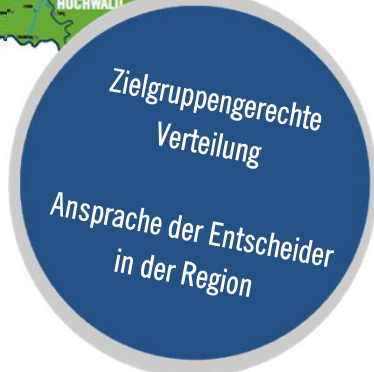 HOCHWALD
Zielgruppengerechte
Verteilung
Ansprache der Entscheider
in der Region